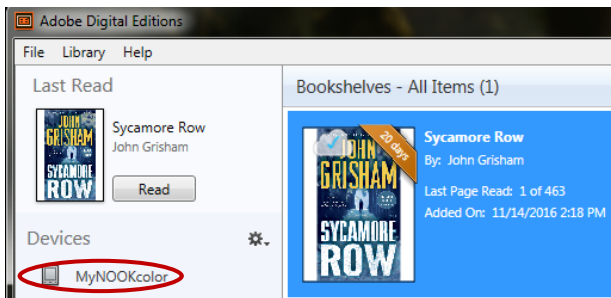 Adobe Digital Editions
File Library Help
Last Read
Bookshelves - All Items (1)
JOHN
GRISHAM
SYCAMORE
ROW
Sycamore Row
John Grisham
Read
JOHN
GRISHAM
SYCAMORE
ROW
20 days
Sycamore Row
By: John Grisham
Last Page Read: 1 of 463
Added On: 11/14/2016 2:18 PM
Devices
MyNOOKcolor